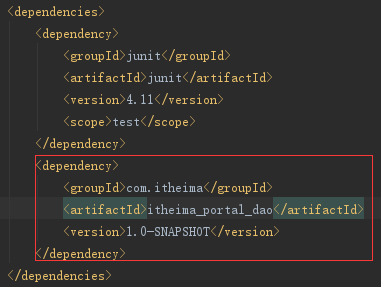 <dependencies>
<dependency>
<groupId>junit</groupId>
<artifactId>junit</artifactId>
<version>4.11</version>
<scope>test</scope>
</dependency>
<dependency>
<groupId>com.itheima</groupId>
<artifactId>itheima_portal_dao</artifactId>
<version>1.0-SNAPSHOT</version>
</dependency>
</dependencies>